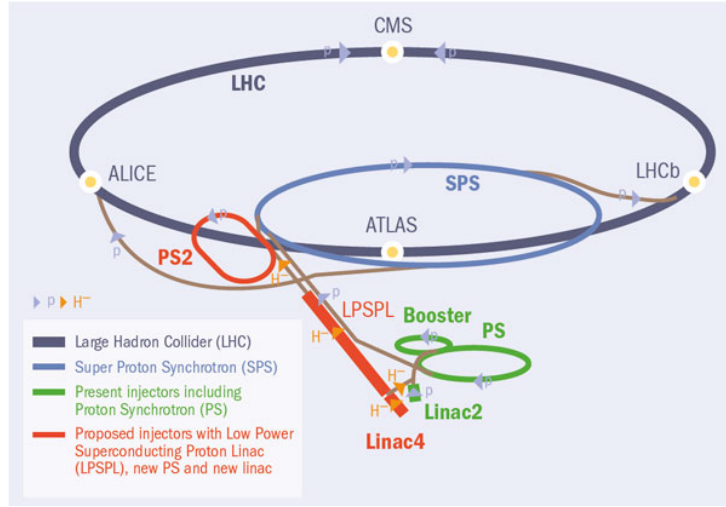 CMS
p
p
LHC
ALICE
LHCb
p
SPS
p
p
ATLAS
PS2
p
H⁻
p
LPSPL
p H⁻
H⁻
Booster
PS
p
H⁻
p
p
H⁻
Linac2
Linac4
Large Hadron Collider (LHC)
Super Proton Synchrotron (SPS)
Present injectors including
Proton Synchrotron (PS)
Proposed injectors with Low Power
Superconducting Proton Linac
(LPSPL), new PS and new linac